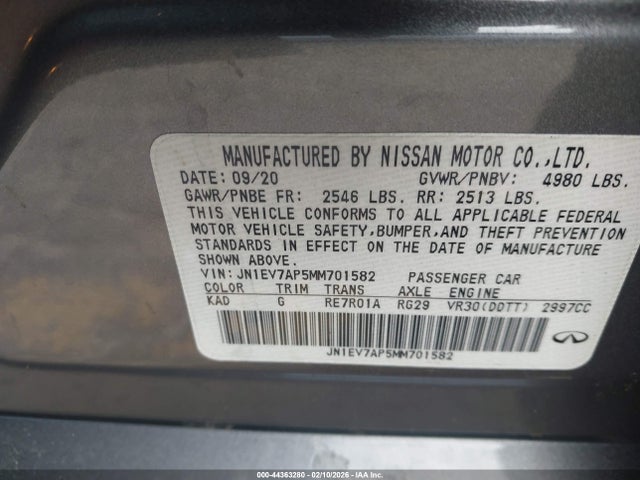 MANUFACTURED BY NISSAN MOTOR CO.,LTD.
DATE: 09/20 GVWR/PNBV: 4980 LBS.
GAWR/PNBE FR: 2546 LBS. RR: 2513 LBS.
THIS VEHICLE CONFORMS TO ALL APPLICABLE FEDERAL
MOTOR VEHICLE SAFETY,BUMPER,AND THEFT PREVENTION
STANDARDS IN EFFECT ON THE DATE OF MANUFACTURE
SHOWN ABOVE.
VIN: JN1EV7AP5MM701582 PASSENGER CAR
COLOR TRIM TRANS AXLE ENGINE
KAD G RE7R01A RG29 VR30(DDTT) 2997CC
JN1EV7AP5MM701582
000-44363260 - 02/10/2026 - IAA Inc.